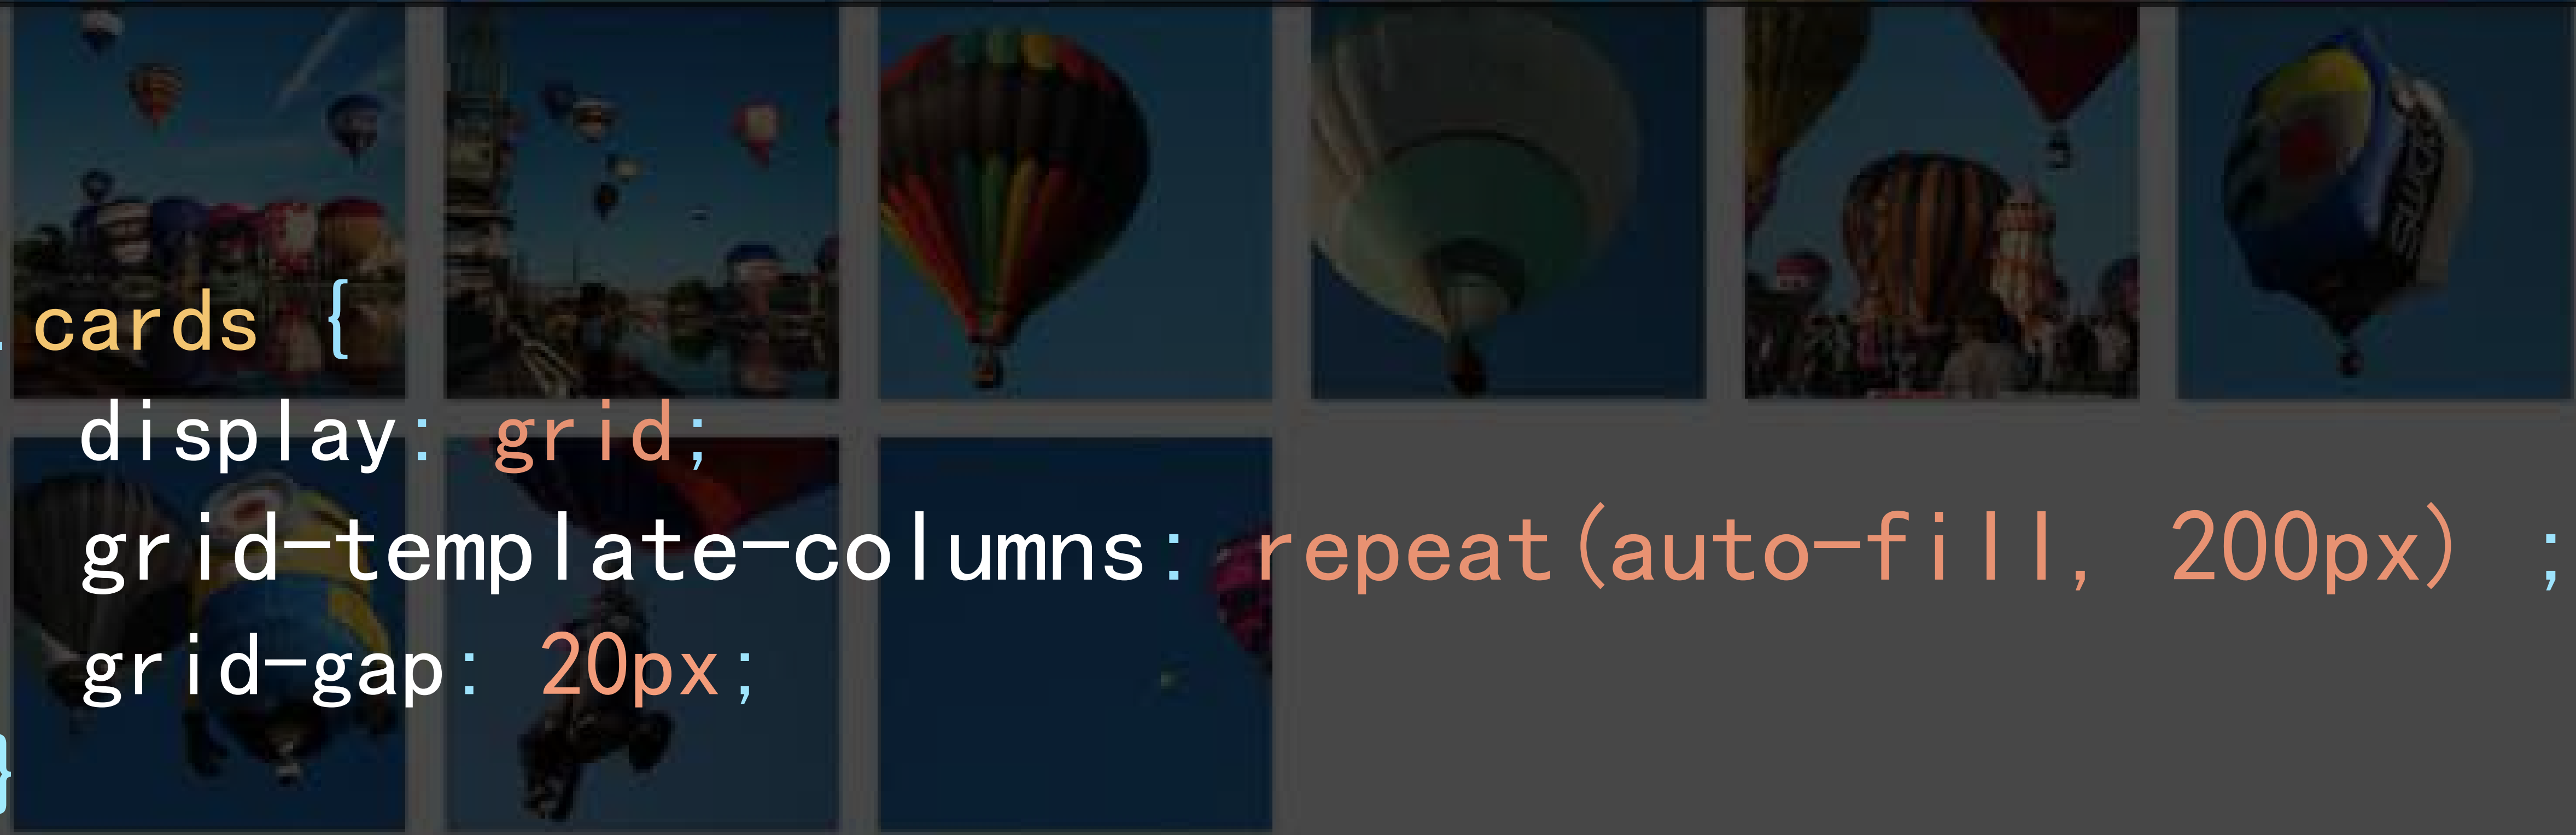 .cards {
display: grid;
grid-template-columns: repeat(auto-fill, 200px) ;
grid-gap: 20px;
}